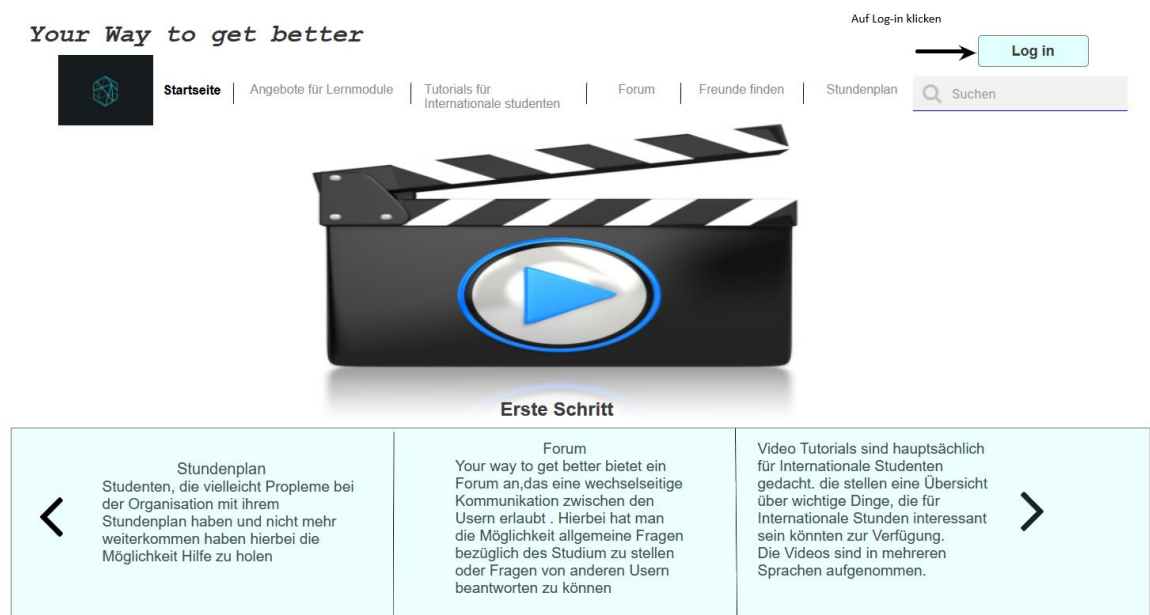 Auf Log-in klicken
Your Way to get better
Log in
Startseite
Angebote für Lernmodule
Tutorials für
Internationale studenten
Forum
Freunde finden
Stundenplan
Suchen
Erste Schritt
Stundenplan
Studenten, die vielleicht Propleme bei
der Organisation mit ihrem
Stundenplan haben und nicht mehr
weiterkommen haben hierbei die
Möglichkeit Hilfe zu holen
Forum
Your way to get better bietet ein
Forum an,das eine wechselseitige
Kommunikation zwischen den
Usern erlaubt . Hierbei hat man
die Möglichkeit allgemeine Fragen
bezüglich des Studium zu stellen
oder Fragen von anderen Usern
beantworten zu können
Video Tutorials sind hauptsächlich
für Internationale Studenten
gedacht. die stellen eine Übersicht
über wichtige Dinge, die für
Internationale Stunden interessant
sein könnten zur Verfügung.
Die Videos sind in mehreren
Sprachen aufgenommen.